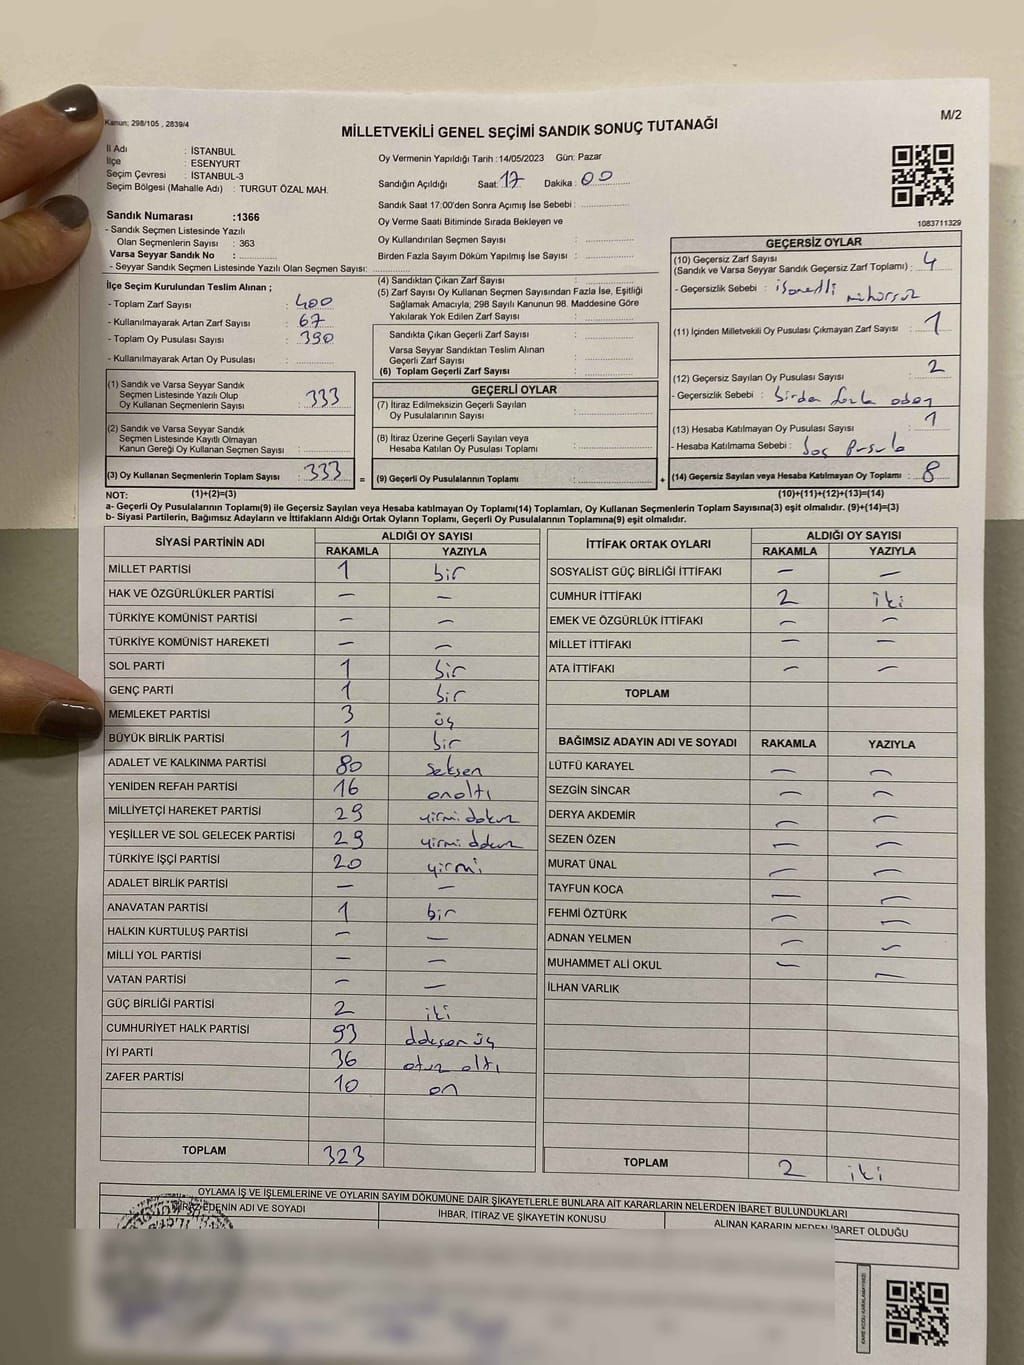 Kanun; 298/105 , 2839/4
M/2
MİLLETVEKİLİ GENEL SEÇİMİ SANDIK SONUÇ TUTANAĞI
İl Adı : İSTANBUL
İlçe : ESENYURT
Seçim Çevresi : İSTANBUL-3
Seçim Bölgesi (Mahalle Adı) : TURGUT ÖZAL MAH.
Sandık Numarası :1366
- Sandık Seçmen Listesinde Yazılı
Olan Seçmenlerin Sayısı : 363
Varsa Seyyar Sandık No :
- Seyyar Sandık Seçmen Listesinde Yazılı Olan Seçmen Sayısı:
Oy Vermenin Yapıldığı Tarih :14/05/2023 Gün: Pazar
Sandığın Açıldığı Saat: 17 Dakika : 00
Sandık Saat 17:00'den Sonra Açımış İse Sebebi :
Oy Verme Saati Bitiminde Sırada Bekleyen ve
Oy Kullandırılan Seçmen Sayısı :
Birden Fazla Sayım Döküm Yapılmış İse Sayısı :
1083711329
İlçe Seçim Kurulundan Teslim Alınan ;
- Toplam Zarf Sayısı : 400
- Kullanılmayarak Artan Zarf Sayısı : 67
- Toplam Oy Pusulası Sayısı : 390
- Kullanılmayarak Artan Oy Pusulası :
(1) Sandık ve Varsa Seyyar Sandık
Seçmen Listesinde Yazılı Olup
Oy Kullanan Seçmenlerin Sayısı : 333
(2) Sandık ve Varsa Seyyar Sandık
Seçmen Listesinde Kayıtlı Olmayan
Kanun Gereği Oy Kullanan Seçmen Sayısı :
(3) Oy Kullanan Seçmenlerin Toplam Sayısı : 333 =
(4) Sandıktan Çıkan Zarf Sayısı :
(5) Zarf Sayısı Oy Kullanan Seçmen Sayısından Fazla İse, Eşitliği
Sağlamak Amacıyla; 298 Sayılı Kanunun 98. Maddesine Göre
Yakılarak Yok Edilen Zarf Sayısı :
Sandıkta Çıkan Geçerli Zarf Sayısı :
Varsa Seyyar Sandıktan Teslim Alınan
Geçerli Zarf Sayısı :
(6) Toplam Geçerli Zarf Sayısı :
GEÇERLİ OYLAR
(7) İtiraz Edilmeksizin Geçerli Sayılan
Oy Pusulalarının Sayısı :
(8) İtiraz Üzerine Geçerli Sayılan veya
Hesaba Katılan Oy Pusulası Toplamı :
(9) Geçerli Oy Pusulalarının Toplamı : +
GEÇERSİZ OYLAR
(10) Geçersiz Zarf Sayısı
(Sandık ve Varsa Seyyar Sandık Geçersiz Zarf Toplamı) : 4
- Geçersizlik Sebebi : işaretli mühürsüz
(11) İçinden Milletvekili Oy Pusulası Çıkmayan Zarf Sayısı : 1
(12) Geçersiz Sayılan Oy Pusulası Sayısı : 2
- Geçersizlik Sebebi : birden fazla
(13) Hesaba Katılmayan Oy Pusulası Sayısı : 1
- Hesaba Katılmama Sebebi : boş Pusula
(14) Geçersiz Sayılan veya Hesaba Katılmayan Oy Toplamı : 8
NOT: (1)+(2)=(3) (10)+(11)+(12)+(13)=(14)
a- Geçerli Oy Pusulalarının Toplamı(9) ile Geçersiz Sayılan veya Hesaba katılmayan Oy Toplamı(14) Toplamları, Oy Kullanan Seçmenlerin Toplam Sayısına(3) eşit olmalıdır. (9)+(14)=(3)
b- Siyasi Partilerin, Bağımsız Adayların ve İttifakların Aldığı Ortak Oyların Toplamı, Geçerli Oy Pusulalarının Toplamına(9) eşit olmalıdır.
SİYASİ PARTİNİN ADI ALDIĞI OY SAYISI
RAKAMLA YAZIYLA
MİLLET PARTİSİ 1 bir
HAK VE ÖZGÜRLÜKLER PARTİSİ – –
TÜRKİYE KOMÜNİST PARTİSİ – –
TÜRKİYE KOMÜNİST HAREKETİ – –
SOL PARTİ 1 bir
GENÇ PARTİ 1 bir
MEMLEKET PARTİSİ 3 üç
BÜYÜK BİRLİK PARTİSİ 1 bir
ADALET VE KALKINMA PARTİSİ 80 seksen
YENİDEN REFAH PARTİSİ 16 onaltı
MİLLİYETÇİ HAREKET PARTİSİ 29 yirmi dokuz
YEŞİLLER VE SOL GELECEK PARTİSİ 29 yirmi dokuz
TÜRKİYE İŞÇİ PARTİSİ 20 yirmi
ADALET BİRLİK PARTİSİ – –
ANAVATAN PARTİSİ 1 bir
HALKIN KURTULUŞ PARTİSİ – –
MİLLİ YOL PARTİSİ – –
VATAN PARTİSİ – –
GÜÇ BİRLİĞİ PARTİSİ 2 iki
CUMHURİYET HALK PARTİSİ 93 doksan üç
İYİ PARTİ 36 otuz altı
ZAFER PARTİSİ 10 on
TOPLAM 323
İTTİFAK ORTAK OYLARI ALDIĞI OY SAYISI
RAKAMLA YAZIYLA
SOSYALİST GÜÇ BİRLİĞİ İTTİFAKI – –
CUMHUR İTTİFAKI 2 iki
EMEK VE ÖZGÜRLÜK İTTİFAKI – –
MİLLET İTTİFAKI – –
ATA İTTİFAKI – –
TOPLAM
BAĞIMSIZ ADAYIN ADI VE SOYADI RAKAMLA YAZIYLA
LÜTFÜ KARAYEL – –
SEZGİN SİNCAR – –
DERYA AKDEMİR – –
SEZEN ÖZEN – –
MURAT ÜNAL – –
TAYFUN KOCA – –
FEHMİ ÖZTÜRK – –
ADNAN YELMEN – –
MUHAMMET ALİ OKUL – –
İLHAN VARLIK
TOPLAM 2 iki
OYLAMA İŞ VE İŞLEMLERİNE VE OYLARIN SAYIM DÖKÜMÜNE DAİR ŞİKAYETLERLE BUNLARA AİT KARARLARIN NELERDEN İBARET BULUNDUKLARI
EDENİN ADI VE SOYADI
İHBAR, İTİRAZ VE ŞİKAYETİN KONUSU
ALINAN KARARIN NEDEN İBARET OLDUĞU